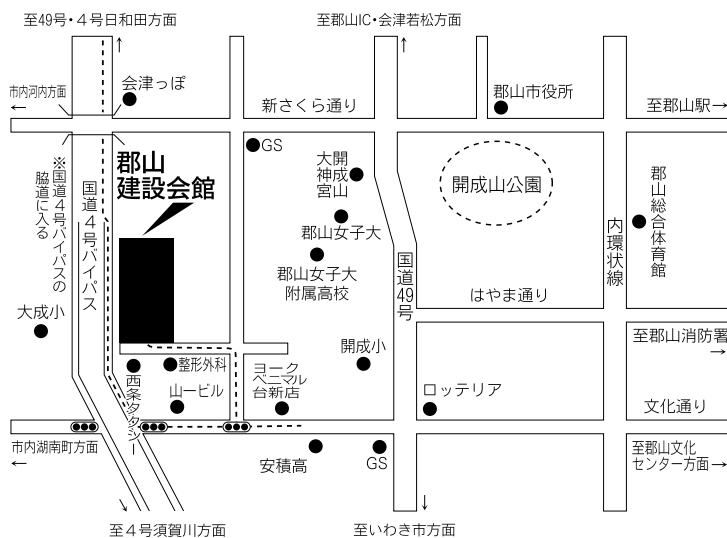 至49号・４号日和田方面
↑
至郡山IC・会津若松方面
↑
市内河内方面
←
会津っぽ
新さくら通り
郡山市役所
至郡山駅→
郡山
建設会館
GS
大開
神成
宮山
開成山公園
郡山総合体育館
※国道４号バイパスの
脇道に入る
国道４号バイパス
郡山女子大
郡山女子大
附属高校
国道49号
内環状線
はやま通り
大成小
整形外科
西条タクシー
山一ビル
ヨーク
ベニマル
台新店
開成小
ロッテリア
至郡山消防署
→
文化通り
市内湖南町方面
←
安積高
GS
至郡山文化
センター方面→
至４号須賀川方面
至いわき市方面
↓